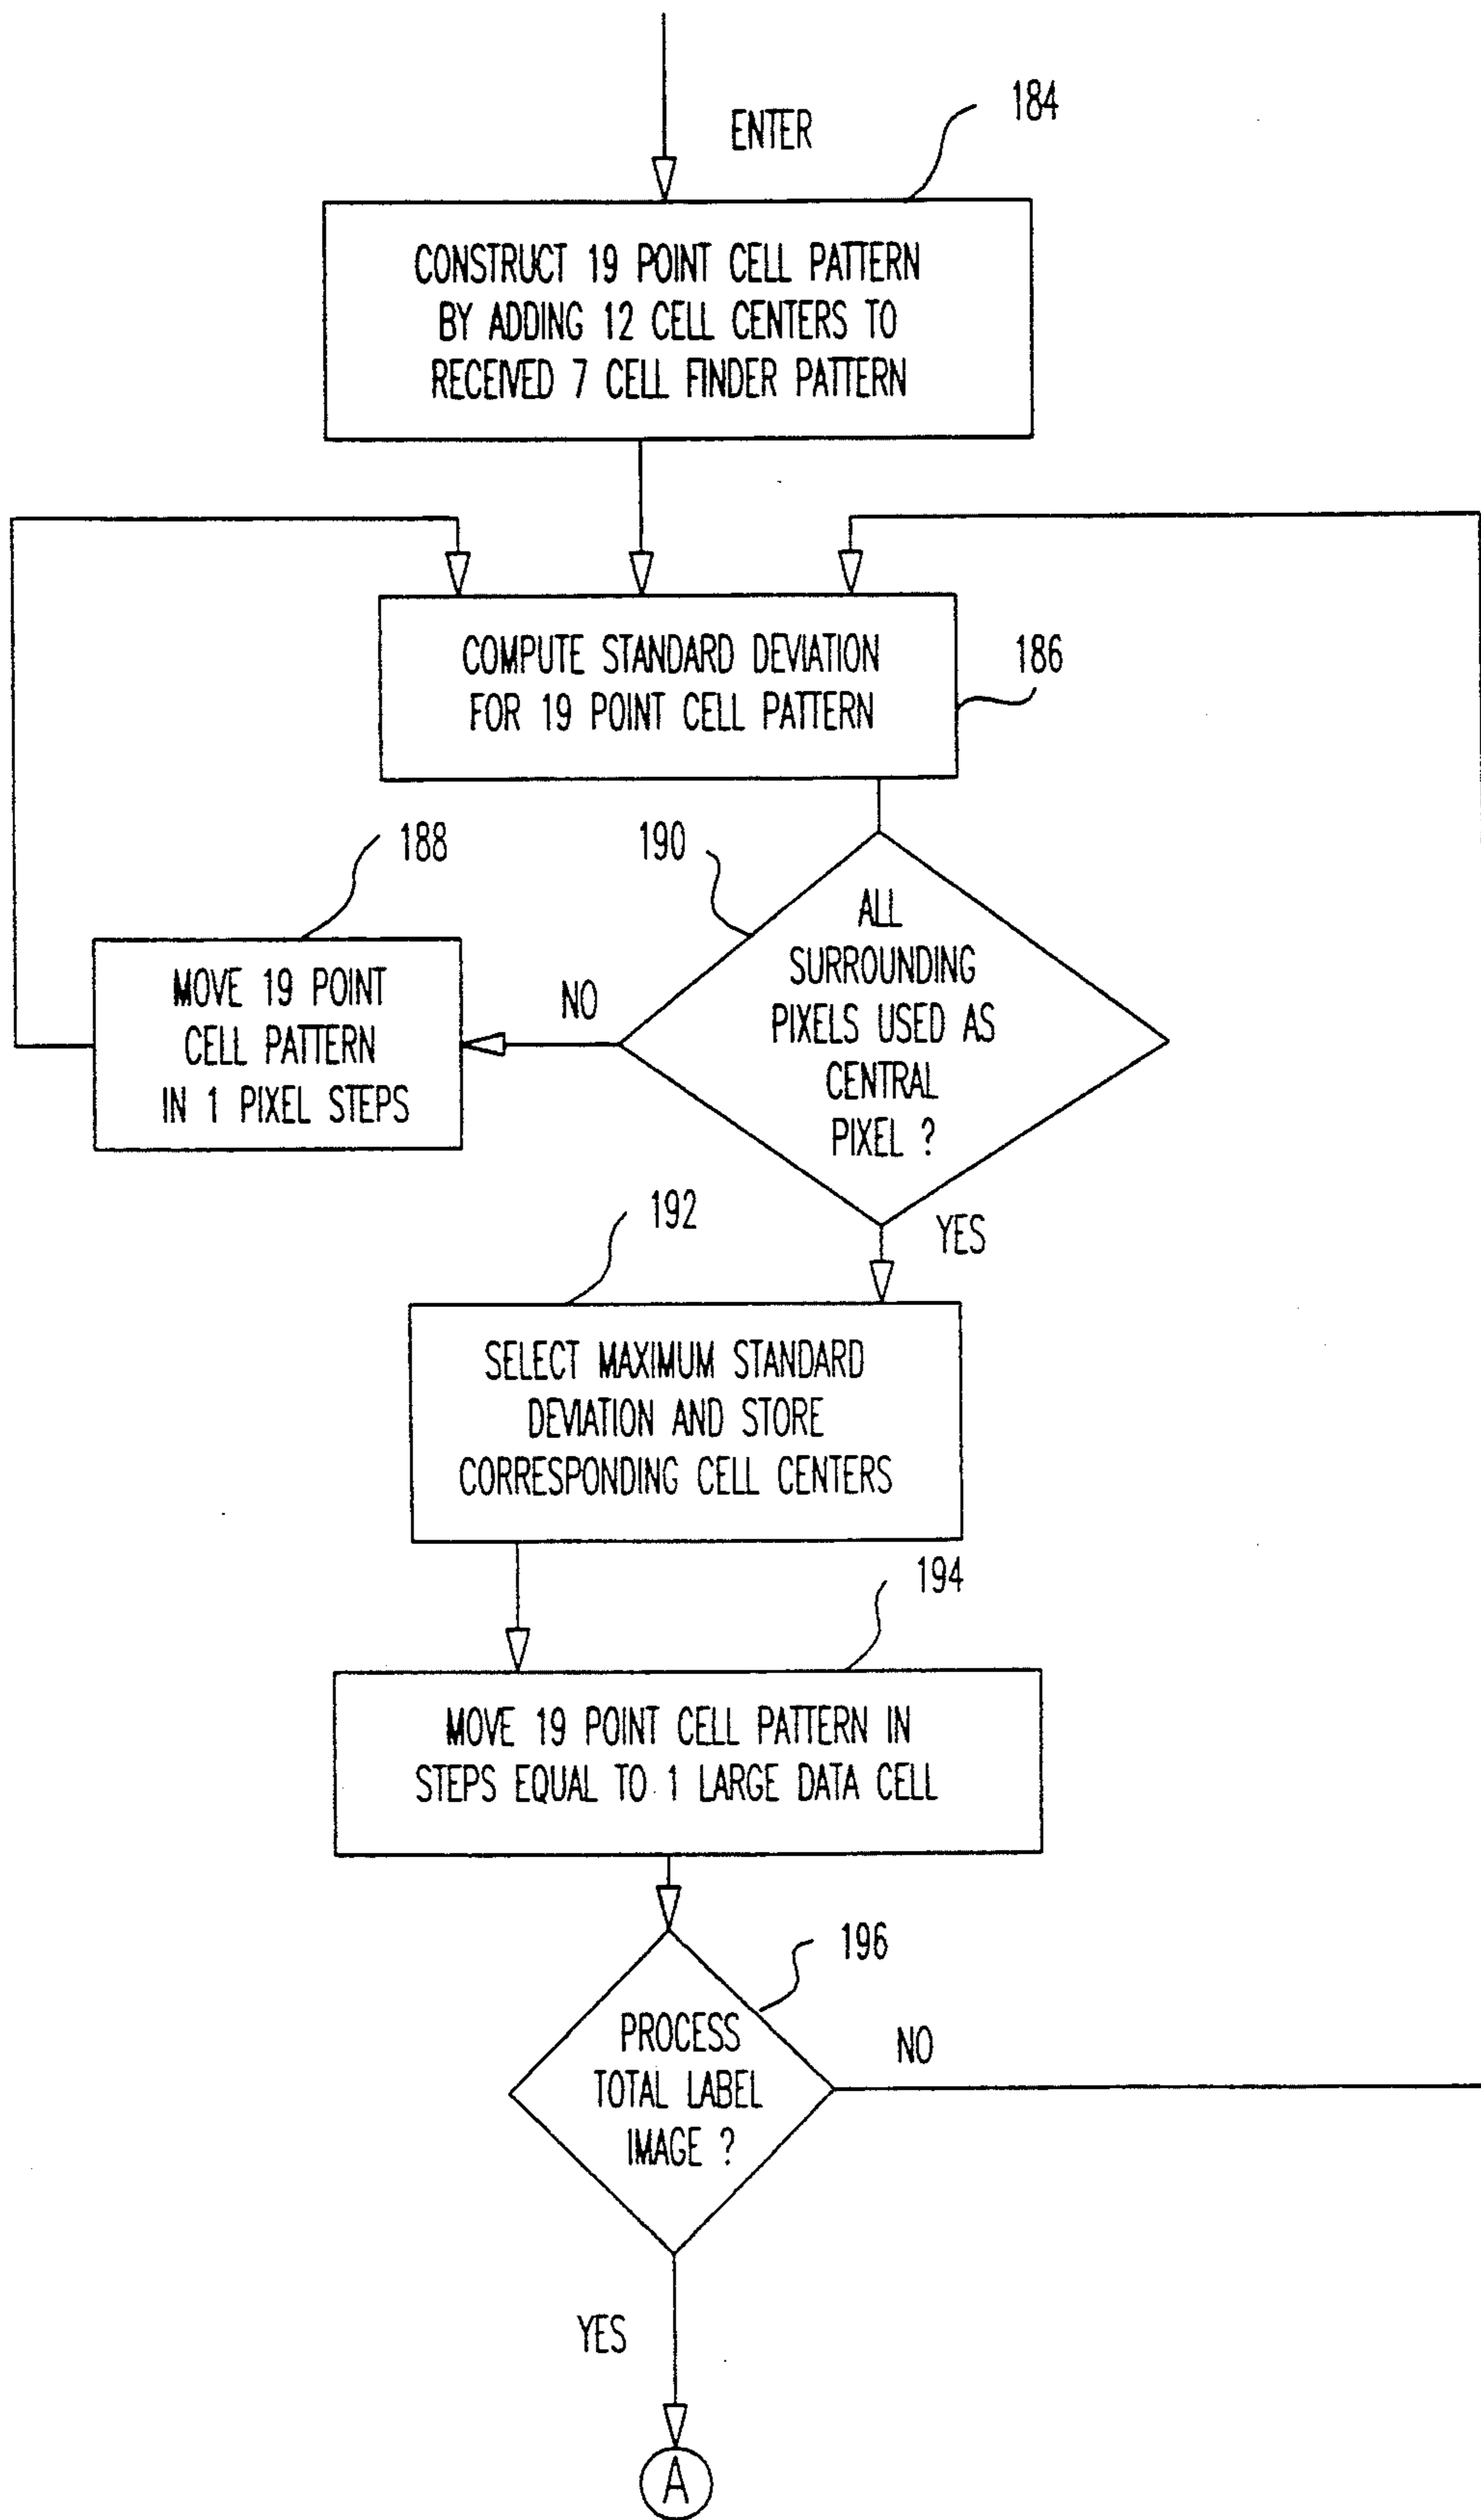 ENTER
184
CONSTRUCT 19 POINT CELL PATTERN
BY ADDING 12 CELL CENTERS TO
RECEIVED 7 CELL FINDER PATTERN
COMPUTE STANDARD DEVIATION
FOR 19 POINT CELL PATTERN
186
188
190
MOVE 19 POINT
CELL PATTERN
IN 1 PIXEL STEPS
NO
ALL
SURROUNDING
PIXELS USED AS
CENTRAL
PIXEL ?
YES
192
SELECT MAXIMUM STANDARD
DEVIATION AND STORE
CORRESPONDING CELL CENTERS
194
MOVE 19 POINT CELL PATTERN IN
STEPS EQUAL TO 1 LARGE DATA CELL
196
PROCESS
TOTAL LABEL
IMAGE ?
NO
YES
A